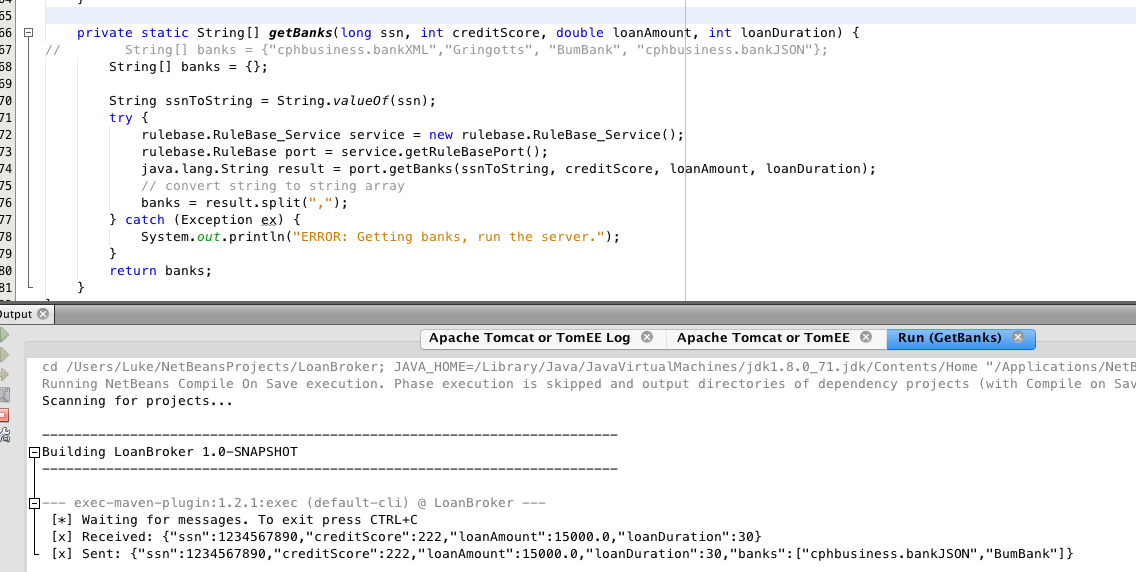 65
66 private static String[] getBanks(long ssn, int creditScore, double loanAmount, int loanDuration) {
67 // String[] banks = {"cphbusiness.bankXML","Gringotts", "BumBank", "cphbusiness.bankJSON"};
68 String[] banks = {};
69
70 String ssnToString = String.valueOf(ssn);
71 try {
72 rulebase.RuleBase_Service service = new rulebase.RuleBase_Service();
73 rulebase.RuleBase port = service.getRuleBasePort();
74 java.lang.String result = port.getBanks(ssnToString, creditScore, loanAmount, loanDuration);
75 // convert string to string array
76 banks = result.split(",");
77 } catch (Exception ex) {
78 System.out.println("ERROR: Getting banks, run the server.");
79 }
80 return banks;
81 }
Output
Apache Tomcat or TomEE Log Apache Tomcat or TomEE Run (GetBanks)
cd /Users/Luke/NetBeansProjects/LoanBroker; JAVA_HOME=/Library/Java/JavaVirtualMachines/jdk1.8.0_71.jdk/Contents/Home "/Applications/NetB
Running NetBeans Compile On Save execution. Phase execution is skipped and output directories of dependency projects (with Compile on Sav
Scanning for projects...
------------------------------------------------------------------------
Building LoanBroker 1.0-SNAPSHOT
------------------------------------------------------------------------
--- exec-maven-plugin:1.2.1:exec (default-cli) @ LoanBroker ---
[*] Waiting for messages. To exit press CTRL+C
[x] Received: {"ssn":1234567890,"creditScore":222,"loanAmount":15000.0,"loanDuration":30}
[x] Sent: {"ssn":1234567890,"creditScore":222,"loanAmount":15000.0,"loanDuration":30,"banks":["cphbusiness.bankJSON","BumBank"]}